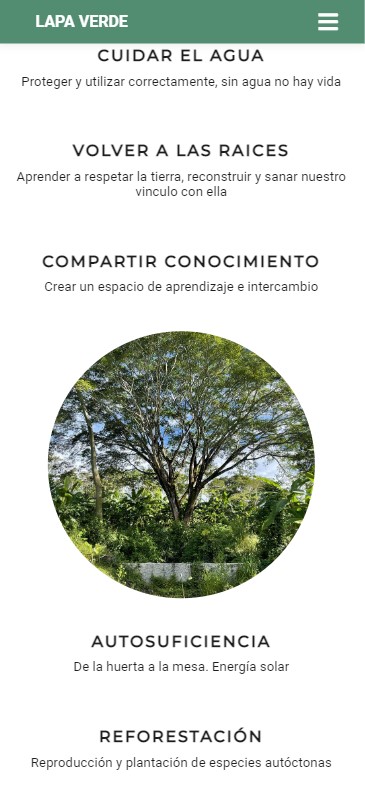 LAPA VERDE
CUIDAR EL AGUA
Proteger y utilizar correctamente, sin agua no hay vida
VOLVER A LAS RAICES
Aprender a respetar la tierra, reconstruir y sanar nuestro
vinculo con ella
COMPARTIR CONOCIMIENTO
Crear un espacio de aprendizaje e intercambio
AUTOSUFICIENCIA
De la huerta a la mesa. Energía solar
REFORESTACIÓN
Reproducción y plantación de especies autóctonas